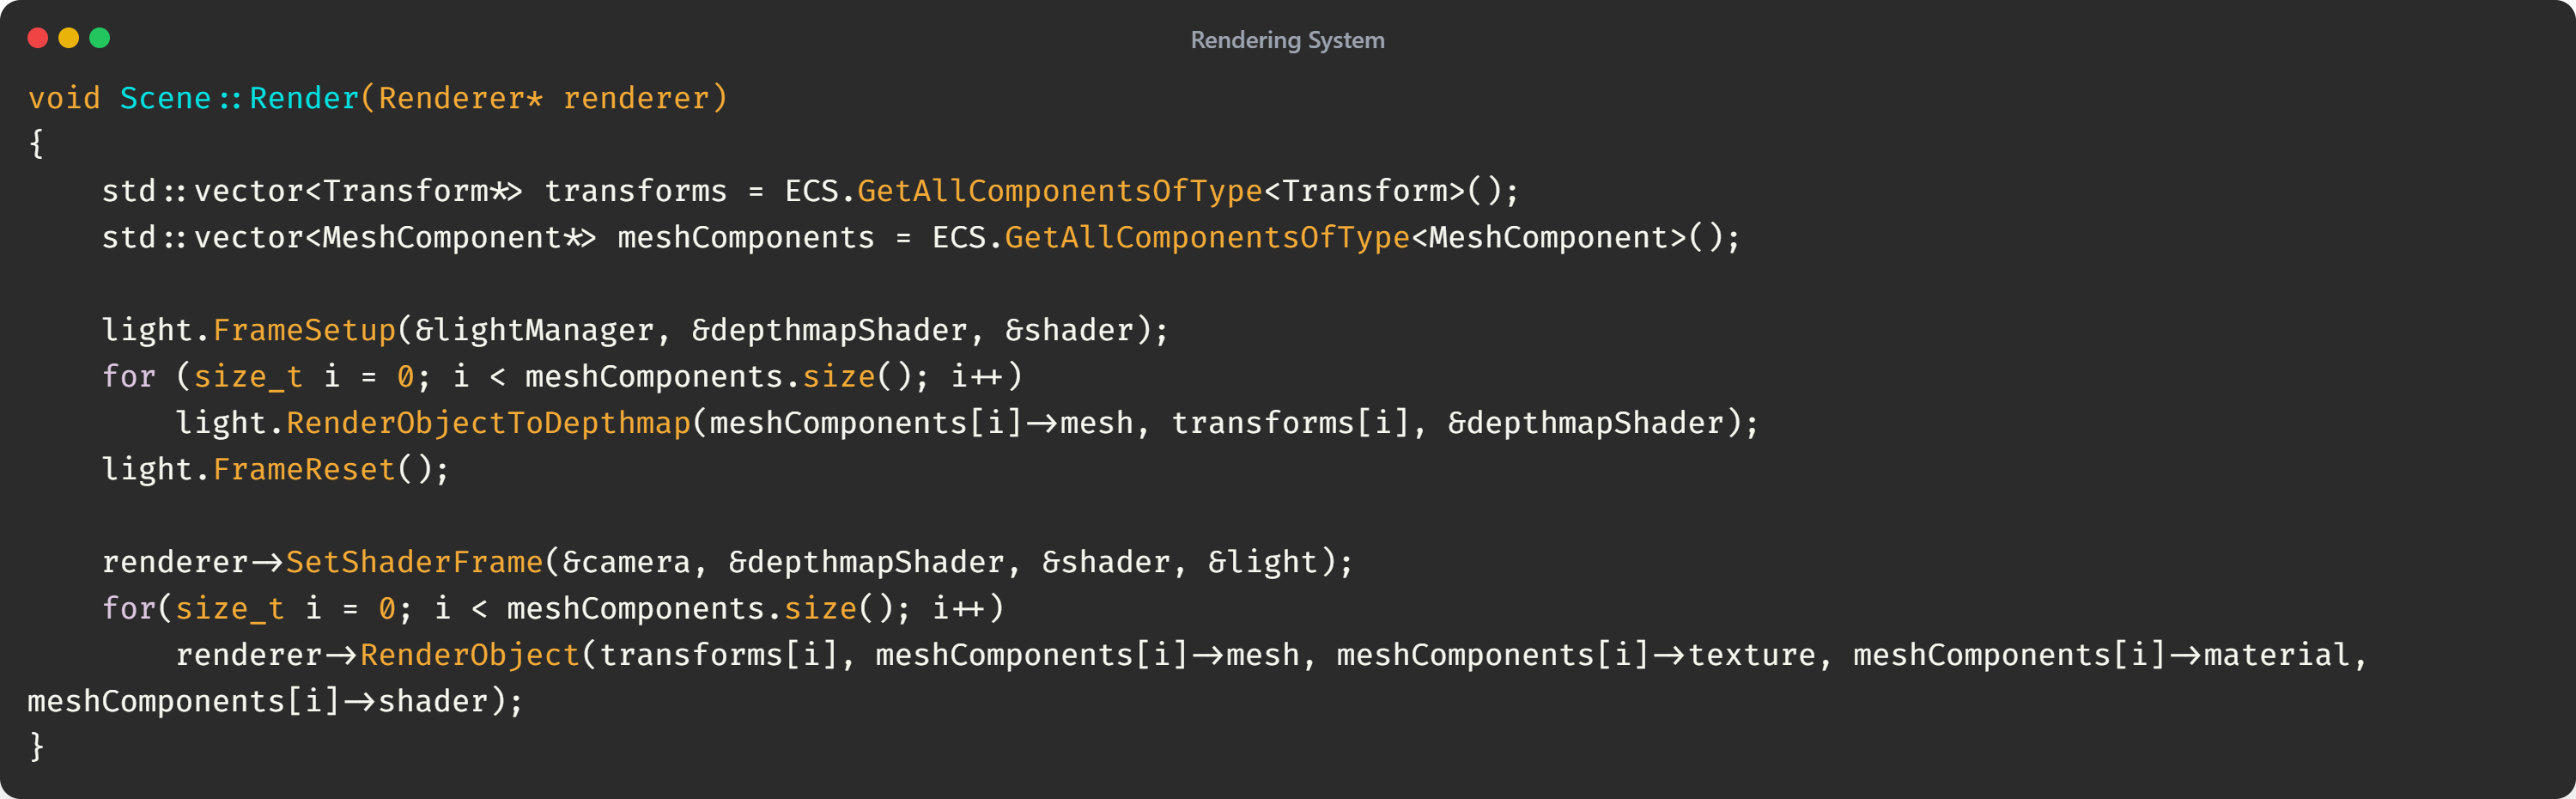 Rendering System
void Scene::Render(Renderer* renderer)
{
    std::vector<Transform*> transforms = ECS.GetAllComponentsOfType<Transform>();
    std::vector<MeshComponent*> meshComponents = ECS.GetAllComponentsOfType<MeshComponent>();

    light.FrameSetup(&lightManager, &depthmapShader, &shader);
    for (size_t i = 0; i < meshComponents.size(); i++)
        light.RenderObjectToDepthmap(meshComponents[i]->mesh, transforms[i], &depthmapShader);
    light.FrameReset();

    renderer->SetShaderFrame(&camera, &depthmapShader, &shader, &light);
    for(size_t i = 0; i < meshComponents.size(); i++)
        renderer->RenderObject(transforms[i], meshComponents[i]->mesh, meshComponents[i]->texture, meshComponents[i]->material,
meshComponents[i]->shader);
}